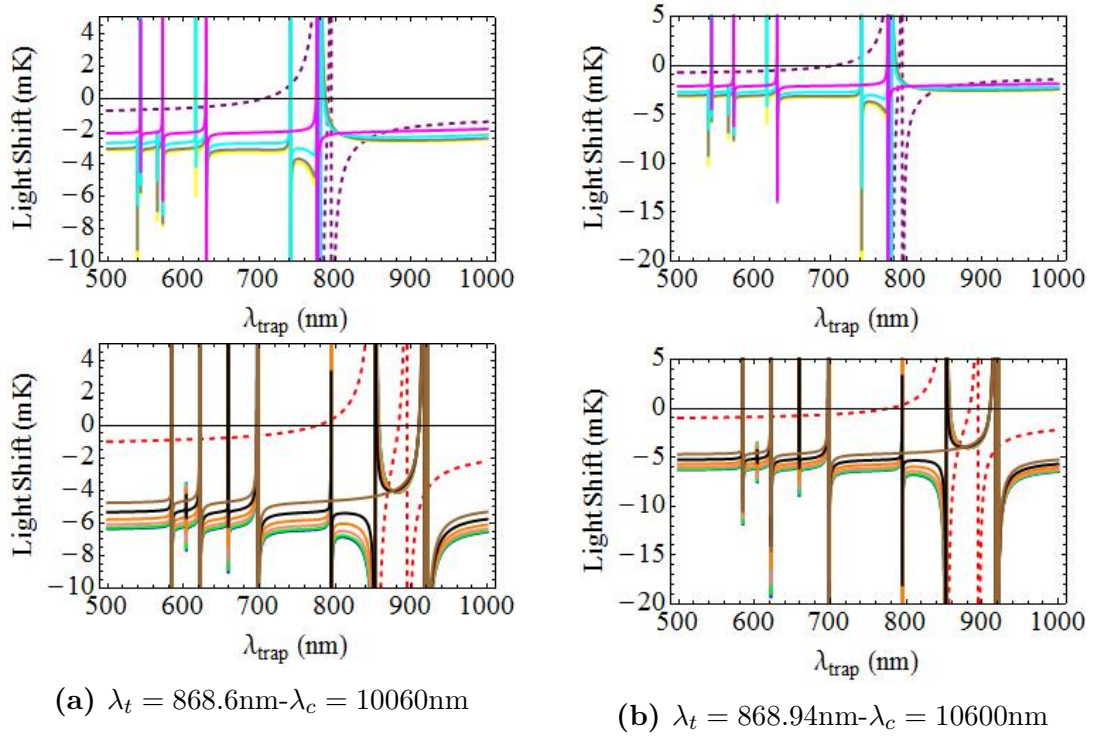 Light Shift (mK)
4
2
0
−2
−4
−6
−8
−10
500 600 700 800 900 1000
λtrap (nm)
Light Shift (mK)
5
0
−5
−10
−15
−20
500 600 700 800 900 1000
λtrap (nm)
Light Shift (mK)
4
2
0
−2
−4
−6
−8
−10
500 600 700 800 900 1000
λtrap (nm)
Light Shift (mK)
5
0
−5
−10
−15
−20
500 600 700 800 900 1000
λtrap (nm)
(a) λt = 868.6nm-λc = 10060nm
(b) λt = 868.94nm-λc = 10600nm